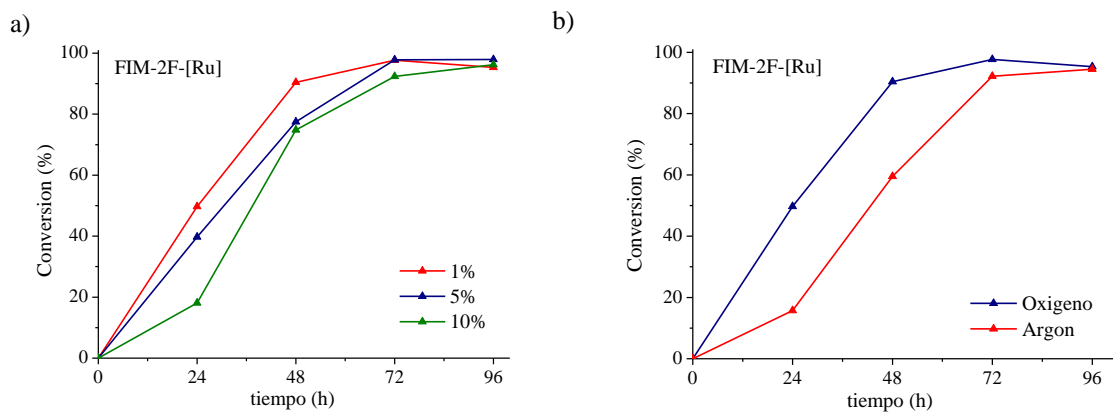 a)
FIM-2F-[Ru]
Conversion (%)
100
80
60
40
20
0
0 24 48 72 96
tiempo (h)
1%
5%
10%
b)
FIM-2F-[Ru]
Conversion (%)
100
80
60
40
20
0
0 24 48 72 96
tiempo (h)
Oxigeno
Argon